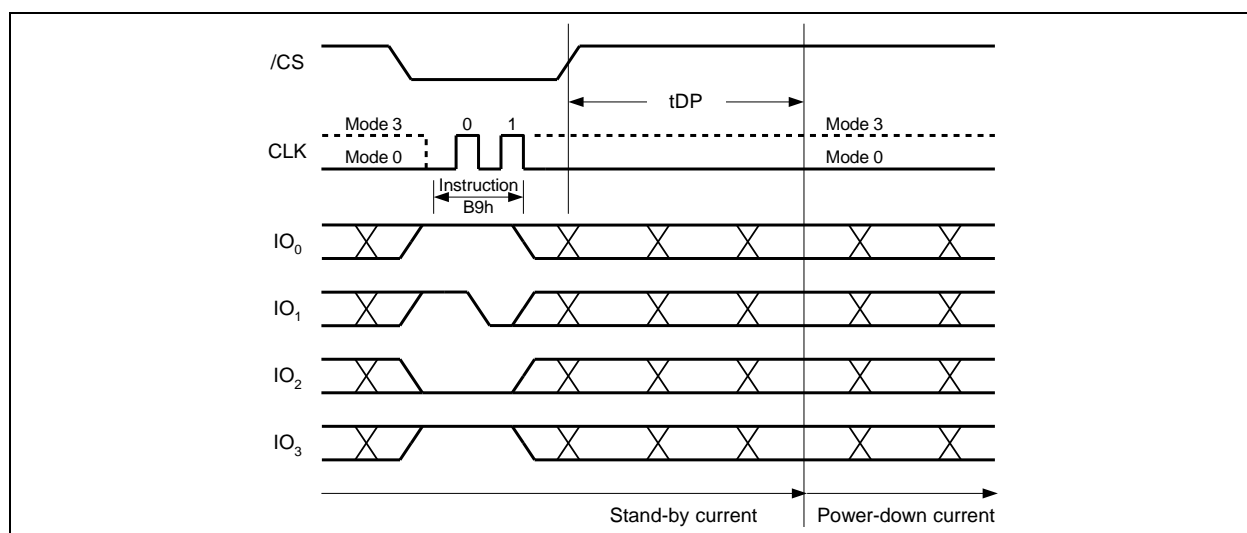 /CS
tDP
Mode 3 0 1 Mode 3
CLK
Mode 0 Mode 0
Instruction
B9h
IO₀
IO₁
IO₂
IO₃
Stand-by current Power-down current